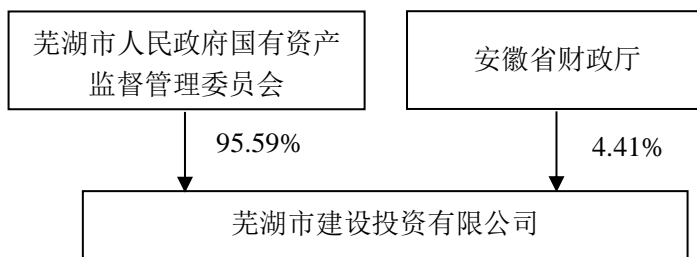 芜湖市人民政府国有资产
监督管理委员会
安徽省财政厅
95.59%
4.41%
芜湖市建设投资有限公司